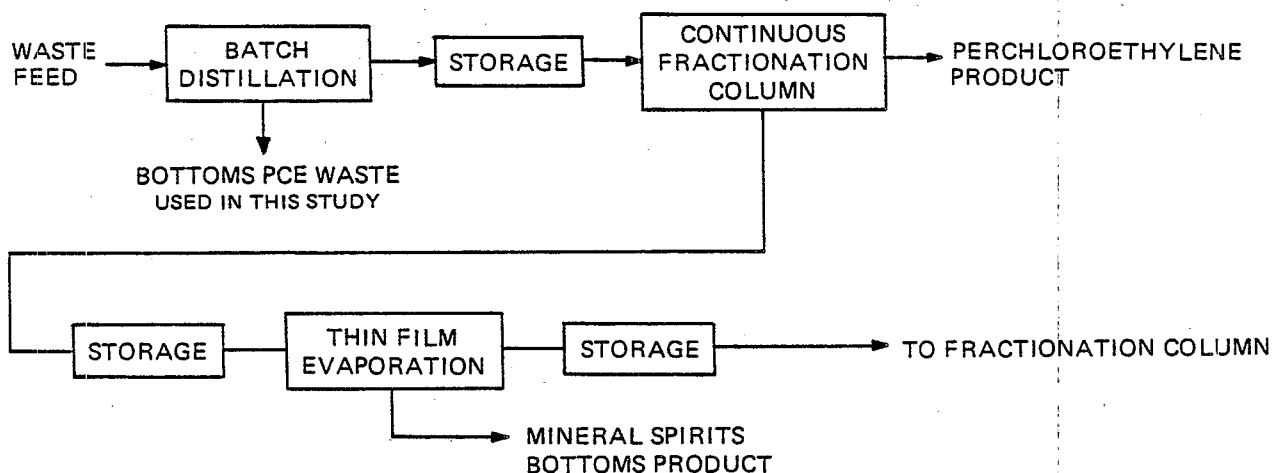 WASTE
FEED
BATCH
DISTILLATION
STORAGE
CONTINUOUS
FRACTIONATION
COLUMN
PERCHLOROETHYLENE
PRODUCT
BOTTOMS PCE WASTE
USED IN THIS STUDY
STORAGE
THIN FILM
EVAPORATION
STORAGE
TO FRACTIONATION COLUMN
MINERAL SPIRITS
BOTTOMS PRODUCT